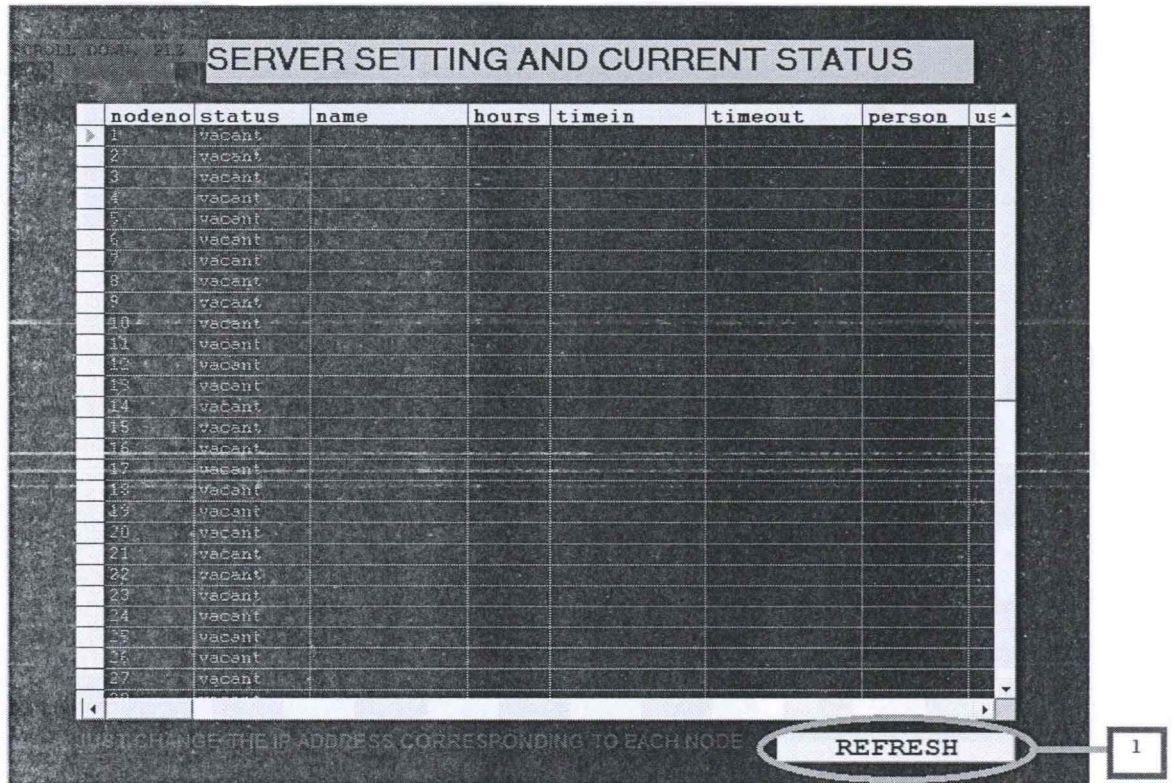 SCROLL DOWN
SERVER SETTING AND CURRENT STATUS
nodeno status name hours timein timeout person us
1 vacant
2 vacant
3 vacant
4 vacant
5 vacant
6 vacant
7 vacant
8 vacant
9 vacant
10 vacant
11 vacant
12 vacant
13 vacant
14 vacant
15 vacant
16 vacant
17 vacant
18 vacant
19 vacant
20 vacant
21 vacant
22 vacant
23 vacant
24 vacant
25 vacant
26 vacant
27 vacant
JUST CHANGE THE IP ADDRESS CORRESPONDING TO EACH NODE
REFRESH
1